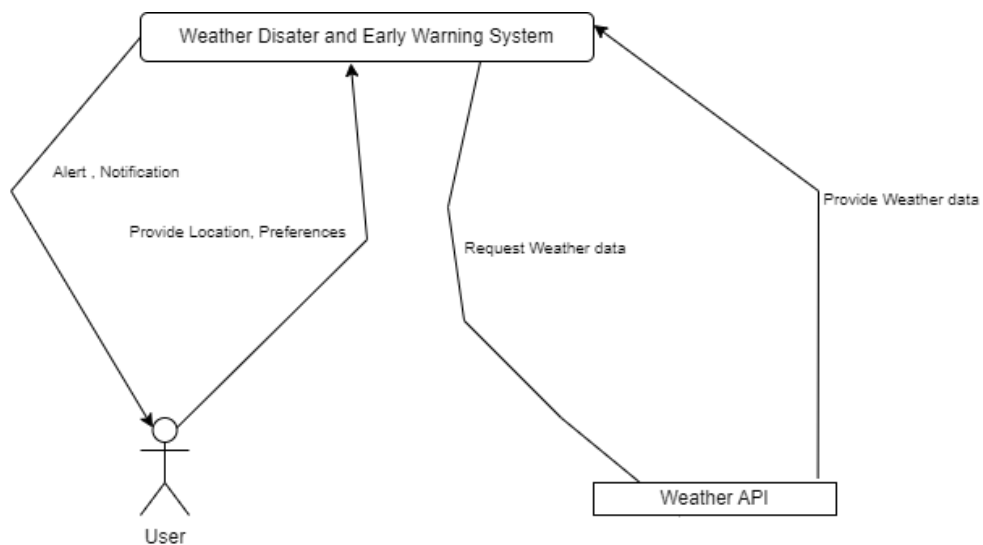 Weather Disater and Early Warning System
Alert , Notification
Provide Location, Preferences
Request Weather data
Provide Weather data
Weather API
User